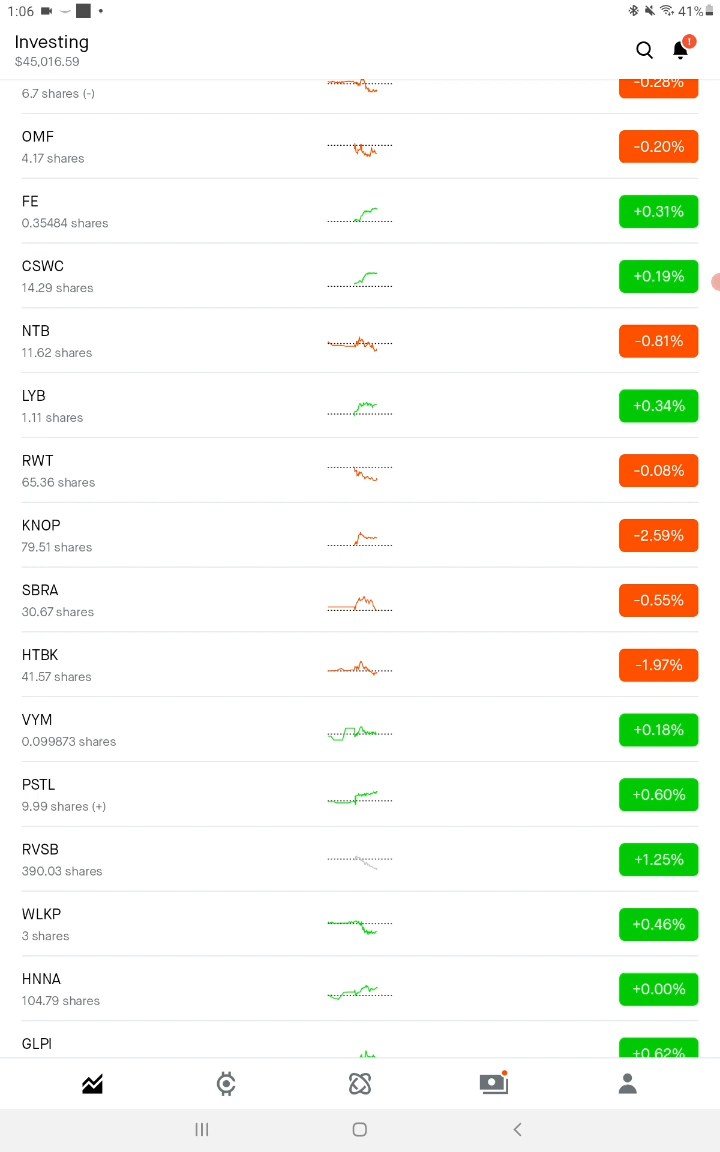 1:06
41%
Investing
$45,016.59
!
6.7 shares (-)
-0.28%
OMF
4.17 shares
-0.20%
FE
0.35484 shares
+0.31%
CSWC
14.29 shares
+0.19%
NTB
11.62 shares
-0.81%
LYB
1.11 shares
+0.34%
RWT
65.36 shares
-0.08%
KNOP
79.51 shares
-2.59%
SBRA
30.67 shares
-0.55%
HTBK
41.57 shares
-1.97%
VYM
0.099873 shares
+0.18%
PSTL
9.99 shares (+)
+0.60%
RVSB
390.03 shares
+1.25%
WLKP
3 shares
+0.46%
HNNA
104.79 shares
+0.00%
GLPI
+0.62%